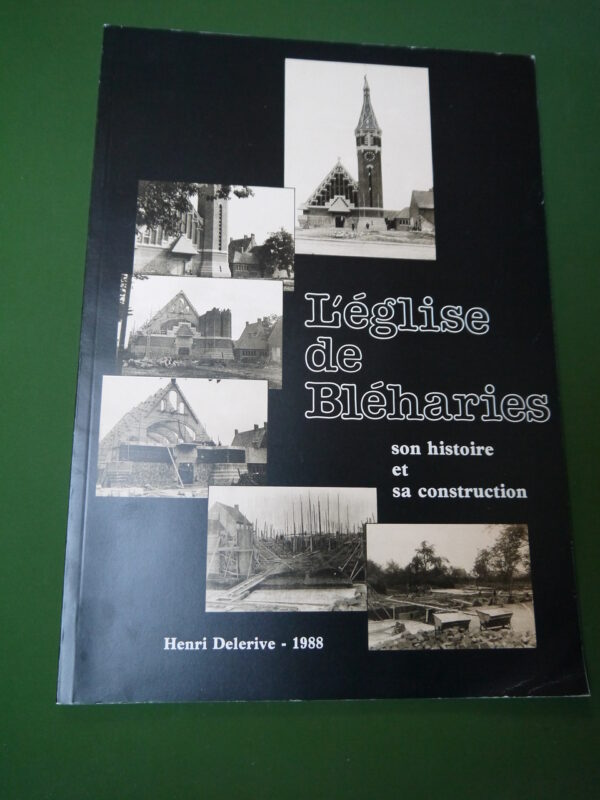 L'église
de
Bléharies
son histoire
et
sa construction
Henri Delerive - 1988